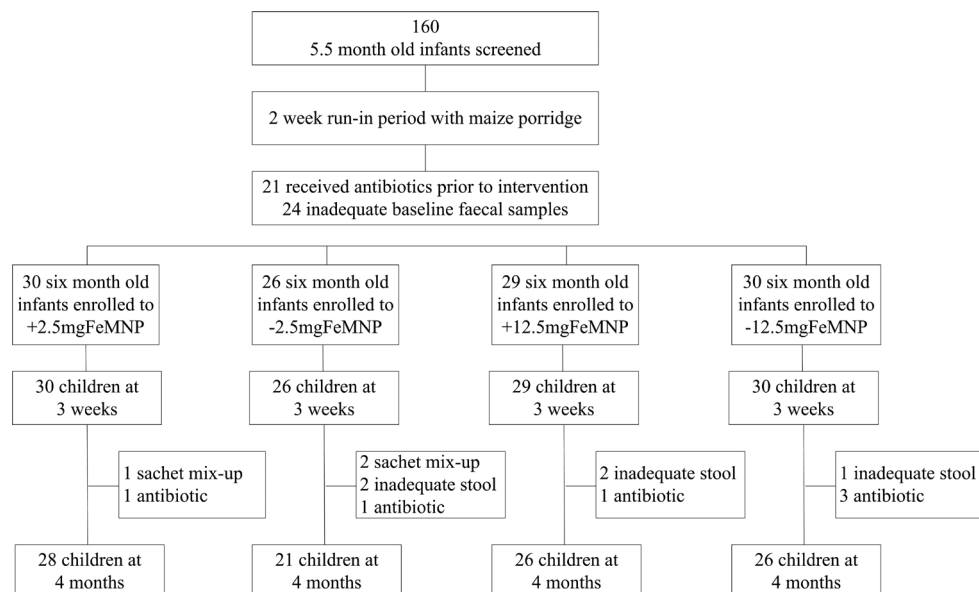 160
5.5 month old infants screened
2 week run-in period with maize porridge
21 received antibiotics prior to intervention
24 inadequate baseline faecal samples
30 six month old
infants enrolled to
+2.5mgFeMNP
26 six month old
infants enrolled to
-2.5mgFeMNP
29 six month old
infants enrolled to
+12.5mgFeMNP
30 six month old
infants enrolled to
-12.5mgFeMNP
30 children at
3 weeks
26 children at
3 weeks
29 children at
3 weeks
30 children at
3 weeks
1 sachet mix-up
1 antibiotic
2 sachet mix-up
2 inadequate stool
1 antibiotic
2 inadequate stool
1 antibiotic
1 inadequate stool
3 antibiotic
28 children at
4 months
21 children at
4 months
26 children at
4 months
26 children at
4 months